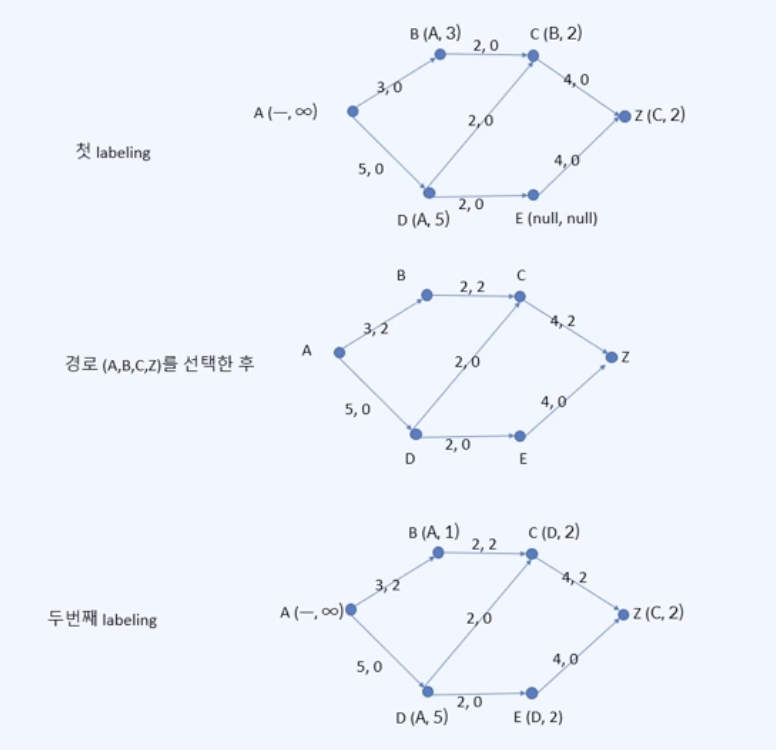 B (A, 3)
C (B, 2)
2, 0
3, 0
4, 0
A (—, ∞)
Z (C, 2)
2, 0
첫 labeling
4, 0
5, 0
2, 0
D (A, 5)
E (null, null)
B
C
2, 2
3, 2
4, 2
A
Z
경로 (A,B,C,Z)를 선택한 후
2, 0
4, 0
5, 0
2, 0
D
E
B (A, 1)
C (D, 2)
2, 2
3, 2
4, 2
A (—, ∞)
Z (C, 2)
두번째 labeling
2, 0
4, 0
5, 0
2, 0
D (A, 5)
E (D, 2)